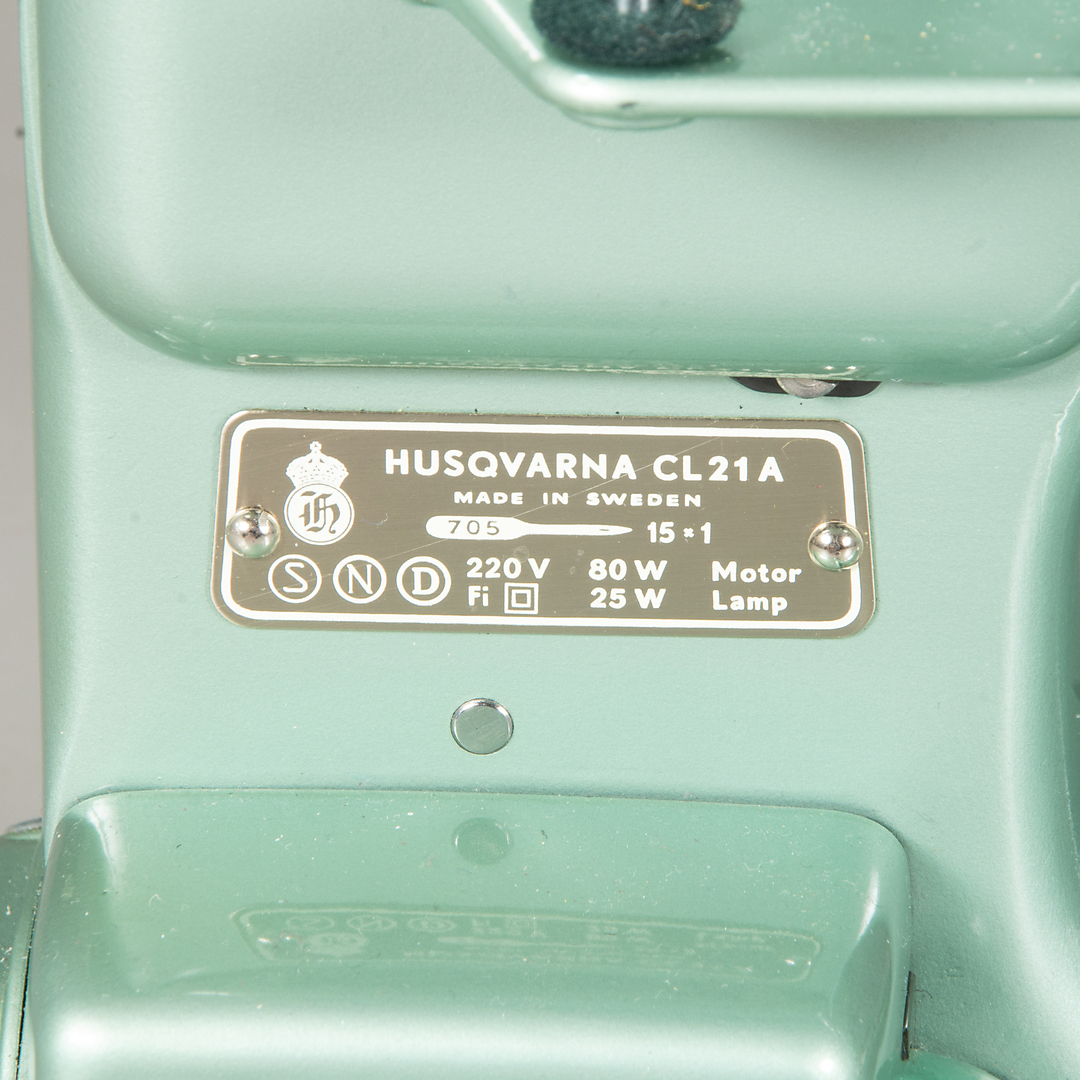 HUSQVARNA CL21A
MADE IN SWEDEN
H
705 15*1
S N D 220 V 80 W Motor
Fi 25 W Lamp